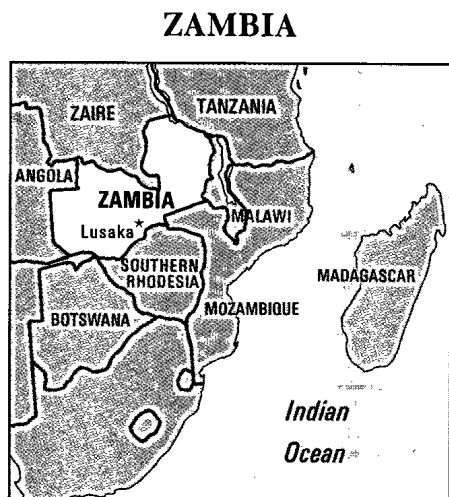 ZAMBIA
ZAIRE
TANZANIA
ANGOLA
ZAMBIA
Lusaka
MALAWI
SOUTHERN
RHODESIA
MADAGASCAR
MOZAMBIQUE
BOTSWANA
Indian
Ocean